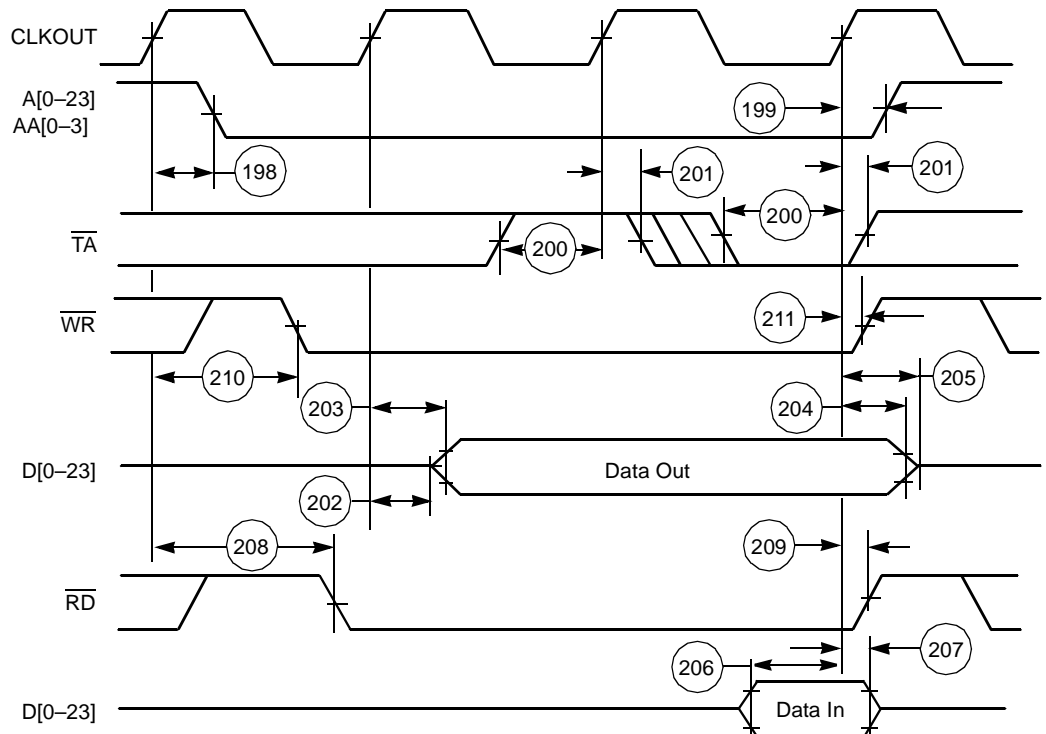 CLKOUT
A[0–23]
AA[0–3]
199
198
201
201
200
200
TA
WR
211
210
205
203
204
D[0–23]
Data Out
202
208
209
RD
206
207
D[0–23]
Data In